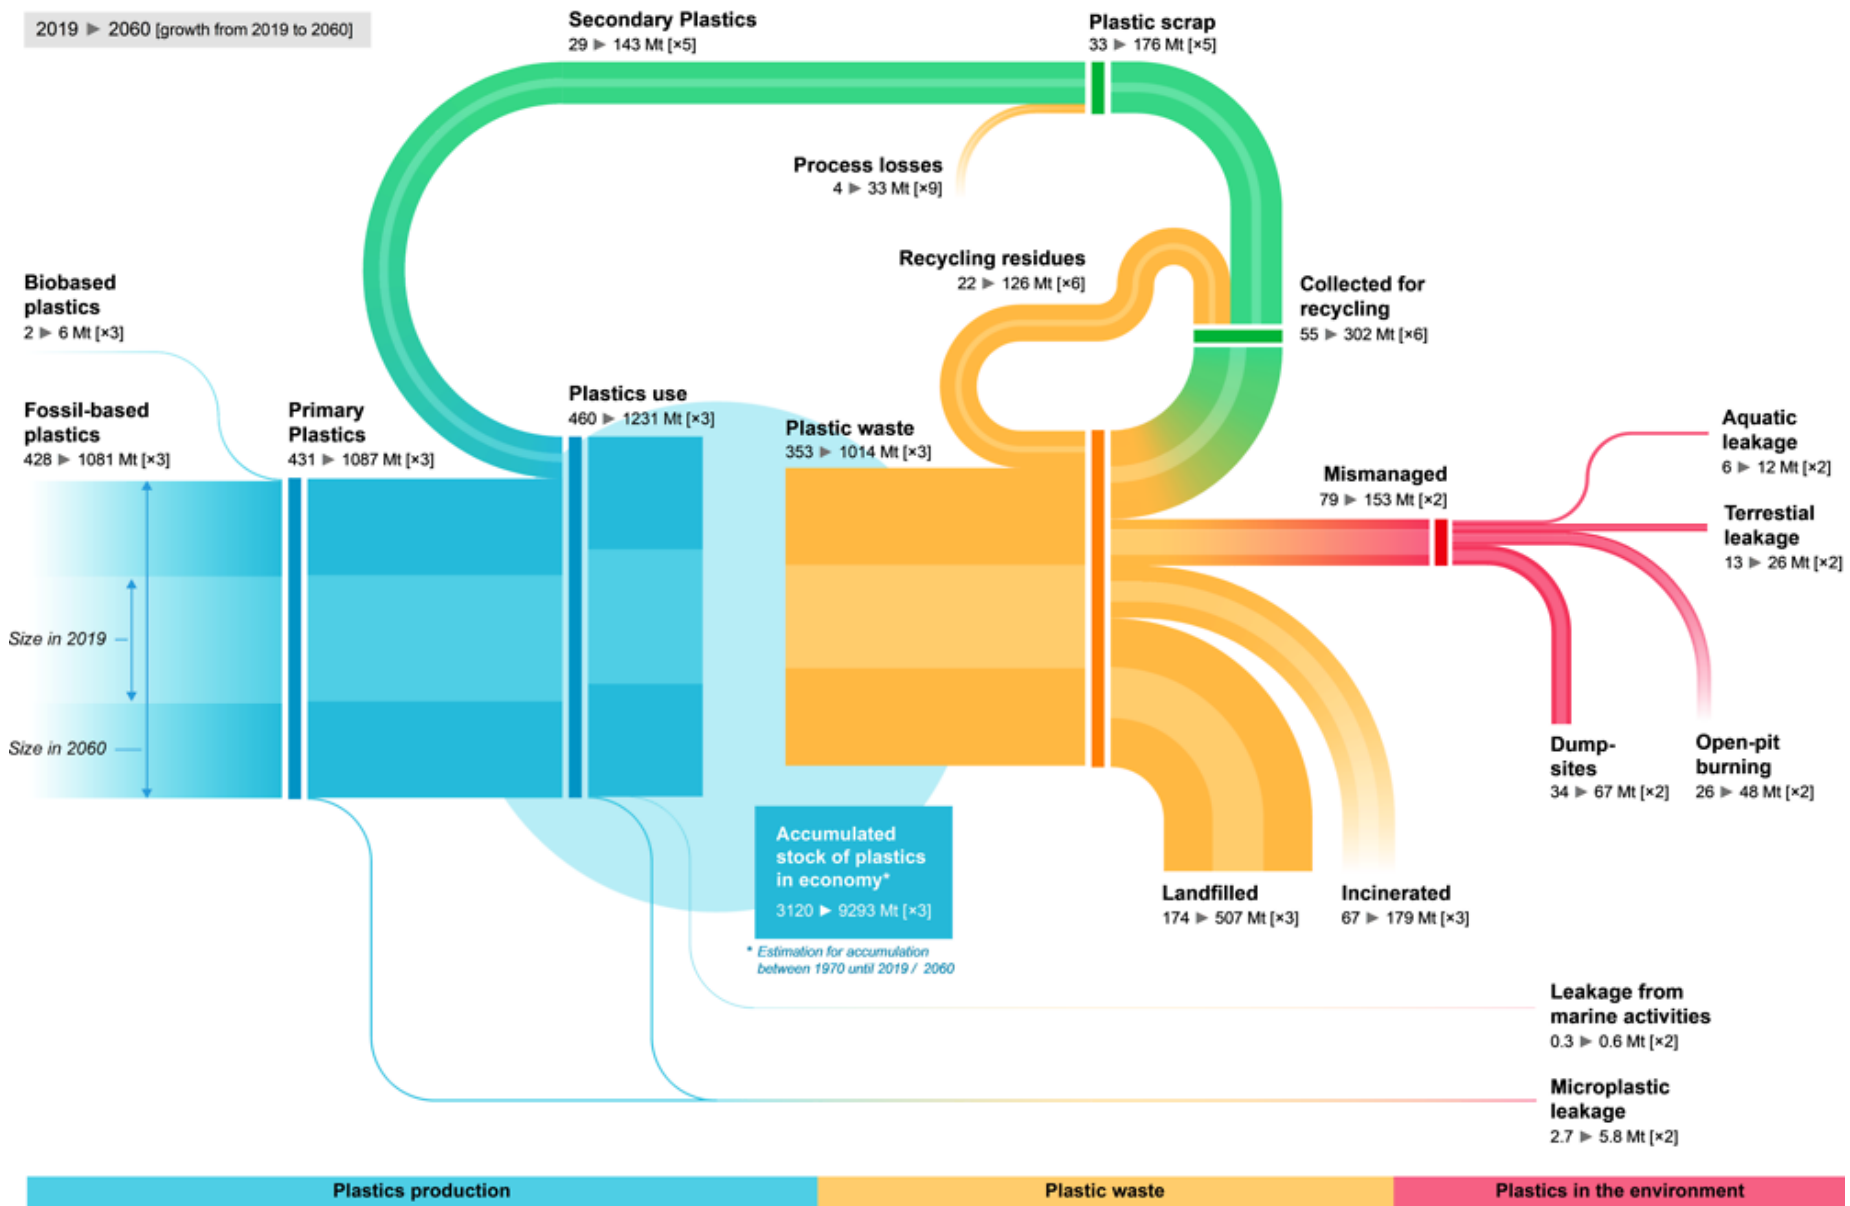 2019 ► 2060 [growth from 2019 to 2060]
Secondary Plastics
29 ► 143 Mt [×5]
Plastic scrap
33 ► 176 Mt [×5]
Process losses
4 ► 33 Mt [×9]
Recycling residues
22 ► 126 Mt [×6]
Collected for
recycling
55 ► 302 Mt [×6]
Biobased
plastics
2 ► 6 Mt [×3]
Fossil-based
plastics
428 ► 1081 Mt [×3]
Primary
Plastics
431 ► 1087 Mt [×3]
Plastics use
460 ► 1231 Mt [×3]
Plastic waste
353 ► 1014 Mt [×3]
Mismanaged
79 ► 153 Mt [×2]
Aquatic
leakage
6 ► 12 Mt [×2]
Terrestial
leakage
13 ► 26 Mt [×2]
Size in 2019
Size in 2060
Dump-
sites
34 ► 67 Mt [×2]
Open-pit
burning
26 ► 48 Mt [×2]
Accumulated
stock of plastics
in economy*
3120 ► 9293 Mt [×3]
* Estimation for accumulation
between 1970 until 2019 / 2060
Landfilled
174 ► 507 Mt [×3]
Incinerated
67 ► 179 Mt [×3]
Leakage from
marine activities
0.3 ► 0.6 Mt [×2]
Microplastic
leakage
2.7 ► 5.8 Mt [×2]
Plastics production
Plastic waste
Plastics in the environment